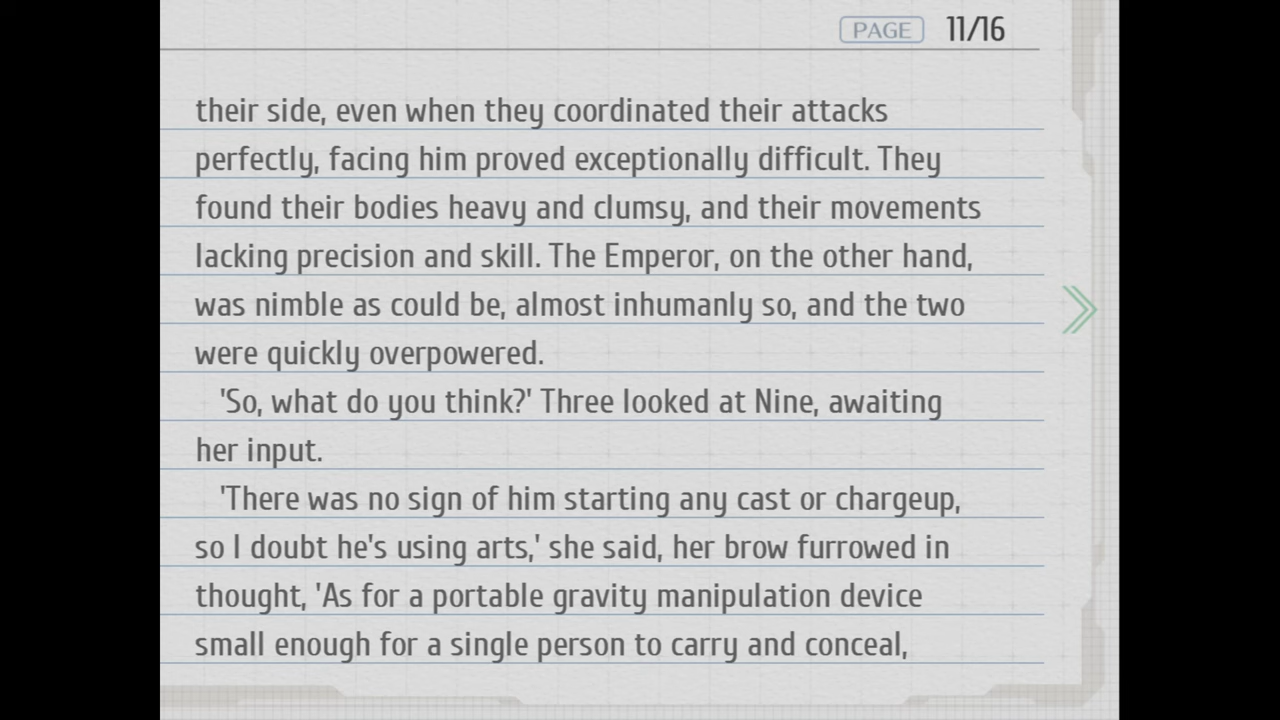 PAGE 11/16
their side, even when they coordinated their attacks
perfectly, facing him proved exceptionally difficult. They
found their bodies heavy and clumsy, and their movements
lacking precision and skill. The Emperor, on the other hand,
was nimble as could be, almost inhumanly so, and the two
were quickly overpowered.
'So, what do you think?' Three looked at Nine, awaiting
her input.
'There was no sign of him starting any cast or chargeup,
so I doubt he's using arts,' she said, her brow furrowed in
thought, 'As for a portable gravity manipulation device
small enough for a single person to carry and conceal,